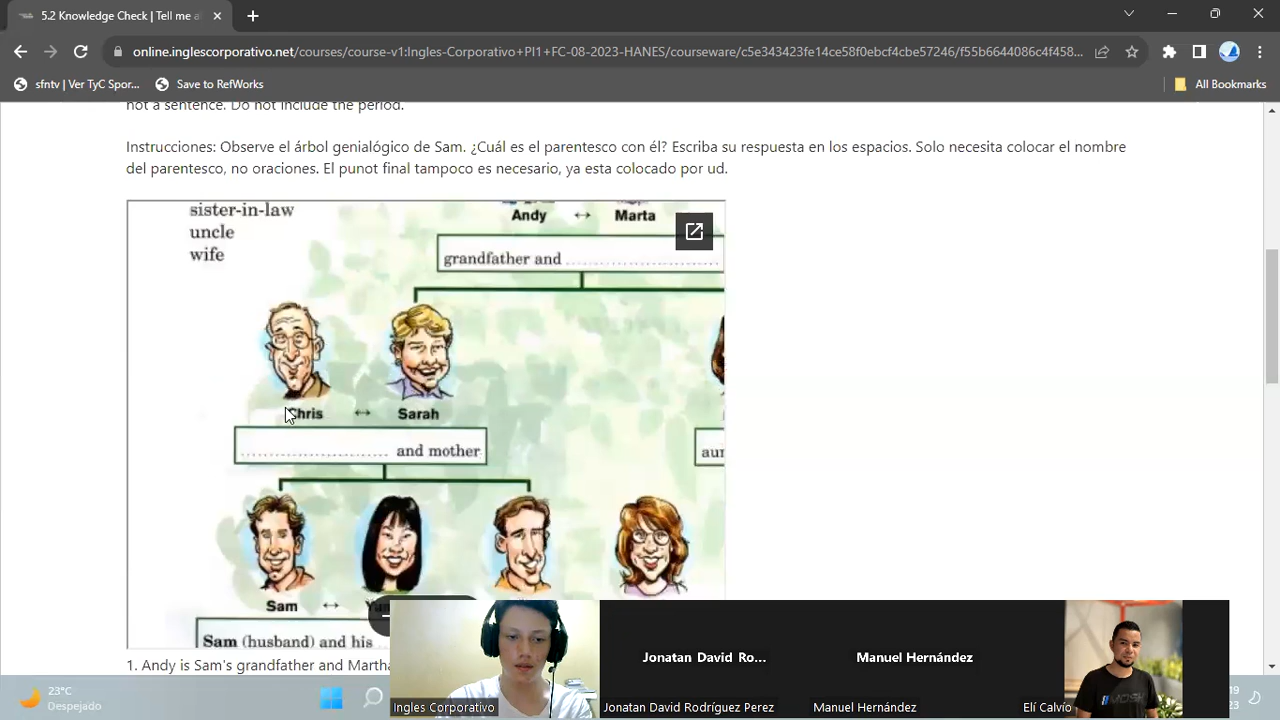 5.2 Knowledge Check | Tell me a
online.inglescorporativo.net/courses/course-v1:Ingles-Corporativo+PI1+FC-08-2023-HANES/courseware/c5e343423fe14ce58f0ebcf4cbe57246/f55b6644086c4f458...
sfntv | Ver TyC Spor...
Save to RefWorks
All Bookmarks
not a sentence. Do not include the period.
Instrucciones: Observe el árbol genialógico de Sam. ¿Cuál es el parentesco con él? Escriba su respuesta en los espacios. Solo necesita colocar el nombre
del parentesco, no oraciones. El punot final tampoco es necesario, ya esta colocado por ud.
sister-in-law
uncle
wife
Andy ↔ Marta
grandfather and
Chris ↔ Sarah
and mother
Sam ↔
Sam (husband) and his
1. Andy is Sam's grandfather and Martha
Jonatan David Ro...
Manuel Hernández
Ingles Corporativo
Jonatan David Rodríguez Perez
Manuel Hernández
Elí Calvío
23°C
Despejado